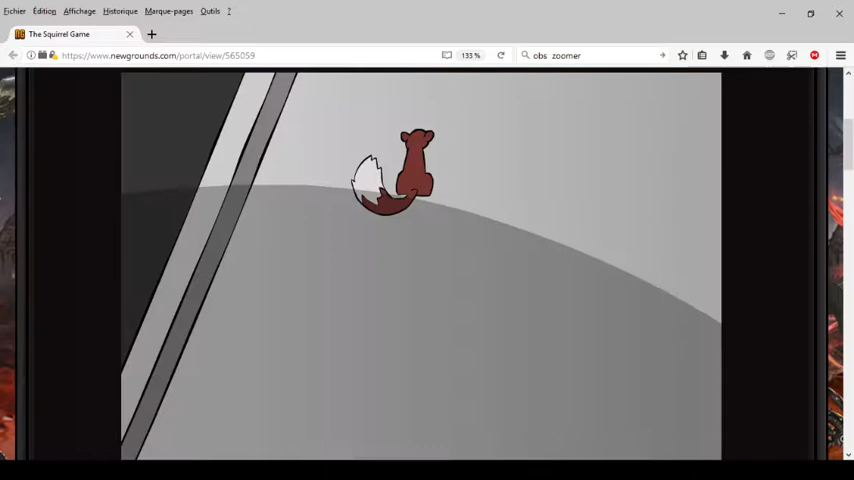 Fichier Édition Affichage Historique Marque-pages Outils ?
The Squirrel Game
https://www.newgrounds.com/portal/view/565059
133 %
obs zoomer